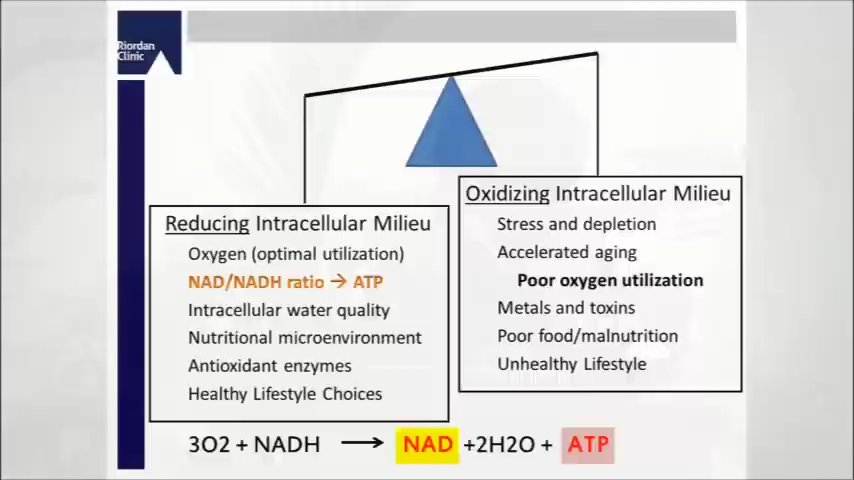 Riordan
Clinic
Reducing Intracellular Milieu
Oxygen (optimal utilization)
NAD/NADH ratio → ATP
Intracellular water quality
Nutritional microenvironment
Antioxidant enzymes
Healthy Lifestyle Choices
Oxidizing Intracellular Milieu
Stress and depletion
Accelerated aging
Poor oxygen utilization
Metals and toxins
Poor food/malnutrition
Unhealthy Lifestyle
3O2 + NADH ⟶ NAD +2H2O + ATP